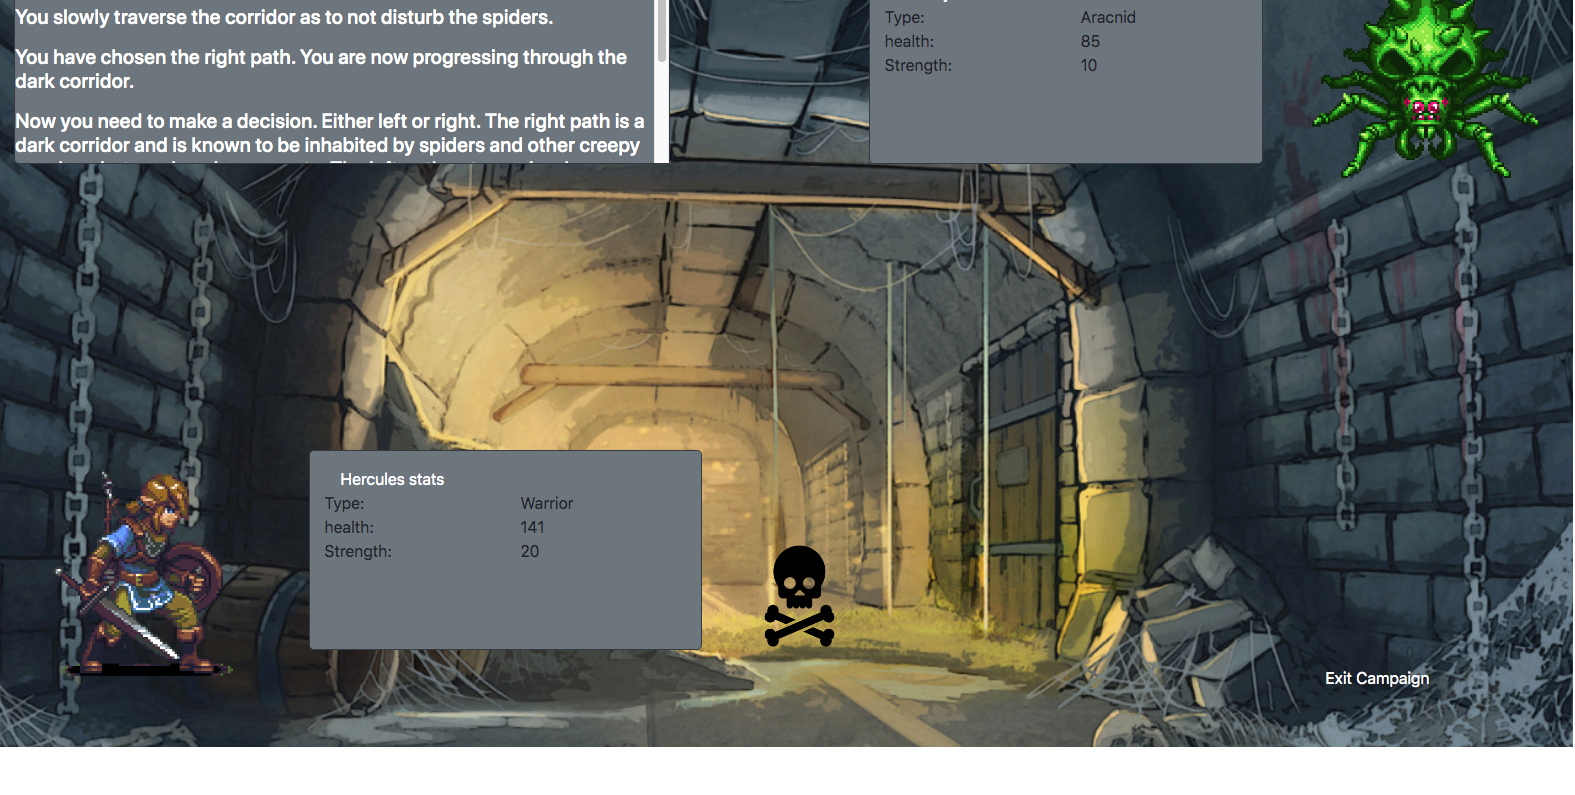 You slowly traverse the corridor as to not disturb the spiders.
You have chosen the right path. You are now progressing through the
dark corridor.
Now you need to make a decision. Either left or right. The right path is a
dark corridor and is known to be inhabited by spiders and other creepy
Type: Aracnid
health: 85
Strength: 10
Hercules stats
Type: Warrior
health: 141
Strength: 20
Exit Campaign